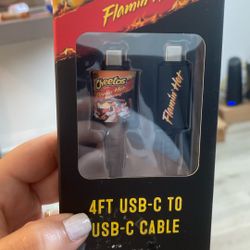 Flamin' Hot
Cheetos
Flamin' Hot
Flamin' Hot
4FT USB-C TO
USB-C CABLE